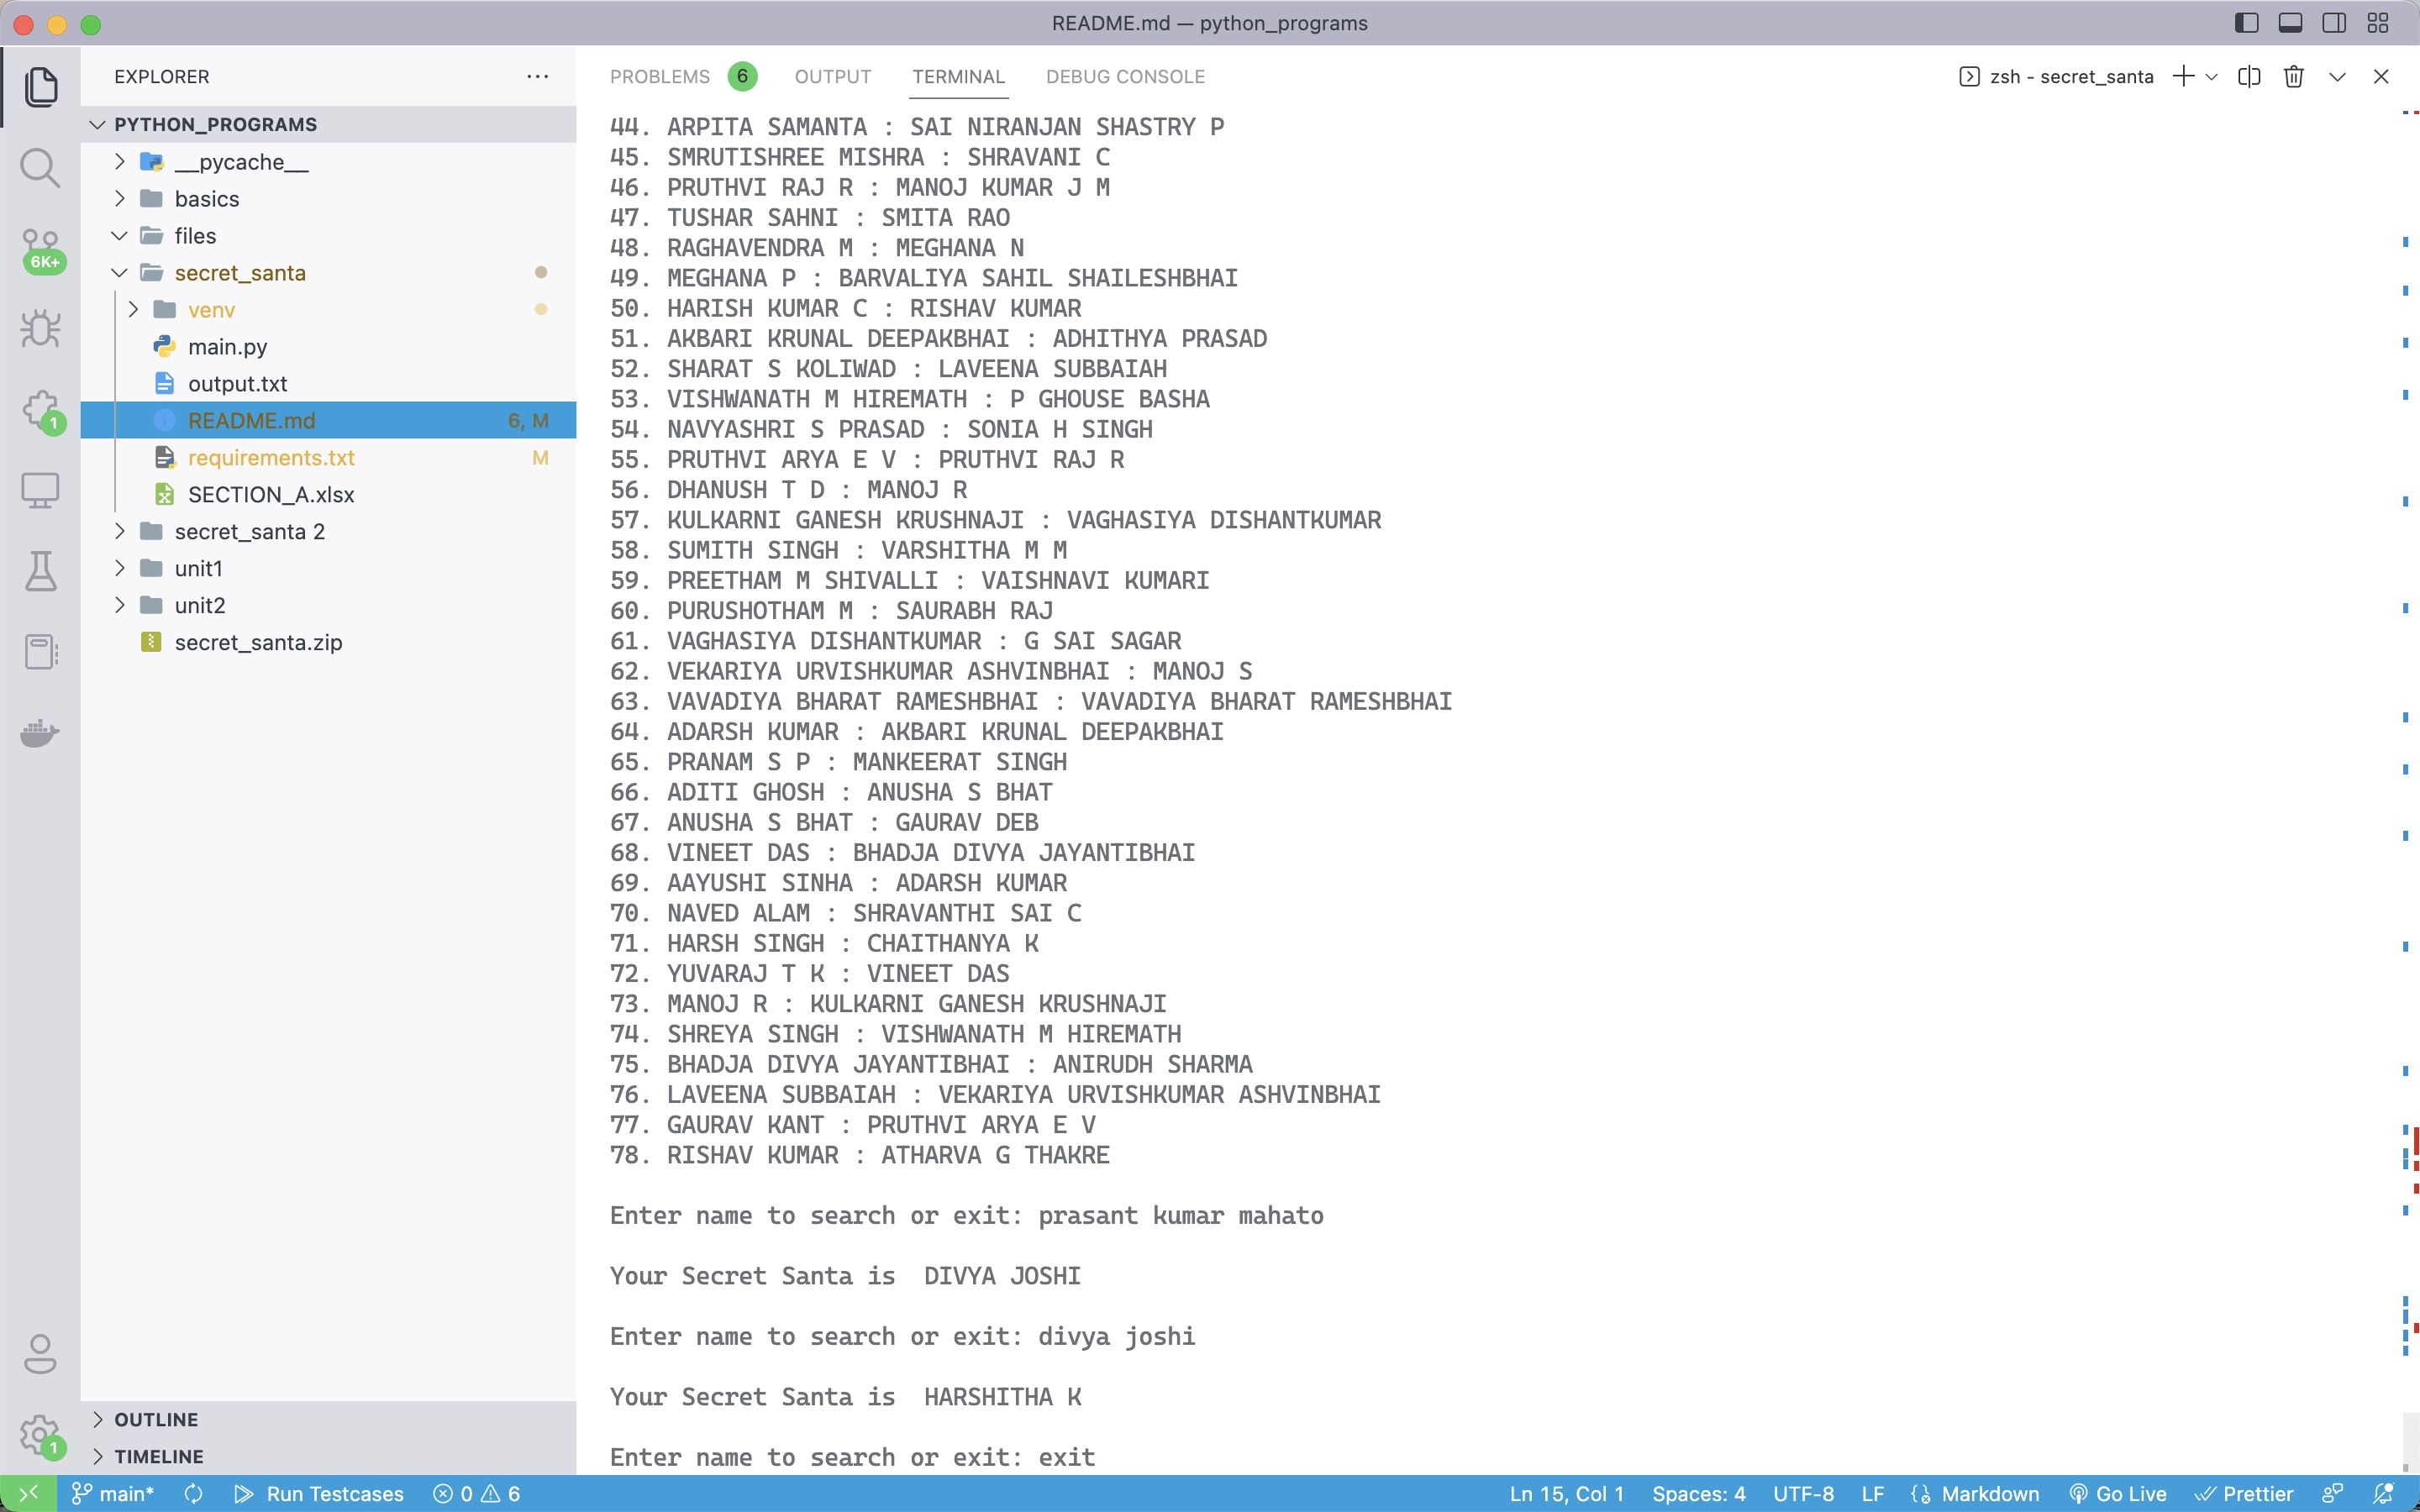 README.md — python_programs
EXPLORER
PYTHON_PROGRAMS
__pycache__
basics
files
secret_santa
venv
main.py
output.txt
README.md 6, M
requirements.txt M
SECTION_A.xlsx
secret_santa 2
unit1
unit2
secret_santa.zip
6K+
1
1
OUTLINE
TIMELINE
PROBLEMS 6 OUTPUT TERMINAL DEBUG CONSOLE zsh - secret_santa
44. ARPITA SAMANTA : SAI NIRANJAN SHASTRY P
45. SMRUTISHREE MISHRA : SHRAVANI C
46. PRUTHVI RAJ R : MANOJ KUMAR J M
47. TUSHAR SAHNI : SMITA RAO
48. RAGHAVENDRA M : MEGHANA N
49. MEGHANA P : BARVALIYA SAHIL SHAILESHBHAI
50. HARISH KUMAR C : RISHAV KUMAR
51. AKBARI KRUNAL DEEPAKBHAI : ADHITHYA PRASAD
52. SHARAT S KOLIWAD : LAVEENA SUBBAIAH
53. VISHWANATH M HIREMATH : P GHOUSE BASHA
54. NAVYASHRI S PRASAD : SONIA H SINGH
55. PRUTHVI ARYA E V : PRUTHVI RAJ R
56. DHANUSH T D : MANOJ R
57. KULKARNI GANESH KRUSHNAJI : VAGHASIYA DISHANTKUMAR
58. SUMITH SINGH : VARSHITHA M M
59. PREETHAM M SHIVALLI : VAISHNAVI KUMARI
60. PURUSHOTHAM M : SAURABH RAJ
61. VAGHASIYA DISHANTKUMAR : G SAI SAGAR
62. VEKARIYA URVISHKUMAR ASHVINBHAI : MANOJ S
63. VAVADIYA BHARAT RAMESHBHAI : VAVADIYA BHARAT RAMESHBHAI
64. ADARSH KUMAR : AKBARI KRUNAL DEEPAKBHAI
65. PRANAM S P : MANKEERAT SINGH
66. ADITI GHOSH : ANUSHA S BHAT
67. ANUSHA S BHAT : GAURAV DEB
68. VINEET DAS : BHADJA DIVYA JAYANTIBHAI
69. AAYUSHI SINHA : ADARSH KUMAR
70. NAVED ALAM : SHRAVANTHI SAI C
71. HARSH SINGH : CHAITHANYA K
72. YUVARAJ T K : VINEET DAS
73. MANOJ R : KULKARNI GANESH KRUSHNAJI
74. SHREYA SINGH : VISHWANATH M HIREMATH
75. BHADJA DIVYA JAYANTIBHAI : ANIRUDH SHARMA
76. LAVEENA SUBBAIAH : VEKARIYA URVISHKUMAR ASHVINBHAI
77. GAURAV KANT : PRUTHVI ARYA E V
78. RISHAV KUMAR : ATHARVA G THAKRE
Enter name to search or exit: prasant kumar mahato
Your Secret Santa is  DIVYA JOSHI
Enter name to search or exit: divya joshi
Your Secret Santa is  HARSHITHA K
Enter name to search or exit: exit
main* Run Testcases 0 6 Ln 15, Col 1 Spaces: 4 UTF-8 LF Markdown Go Live Prettier